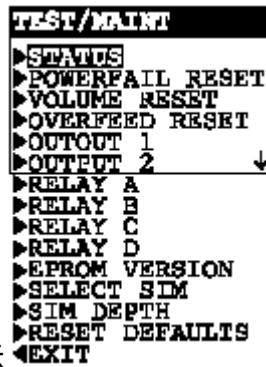 TEST/MAINT
▶STATUS
▶POWERFAIL RESET
▶VOLUME RESET
▶OVERFEED RESET
▶OUTOUT 1
▶OUTPUT 2 ↓
▶RELAY A
▶RELAY B
▶RELAY C
▶RELAY D
▶EPROM VERSION
▶SELECT SIM
▶SIM DEPTH
▶RESET DEFAULTS
◀EXIT